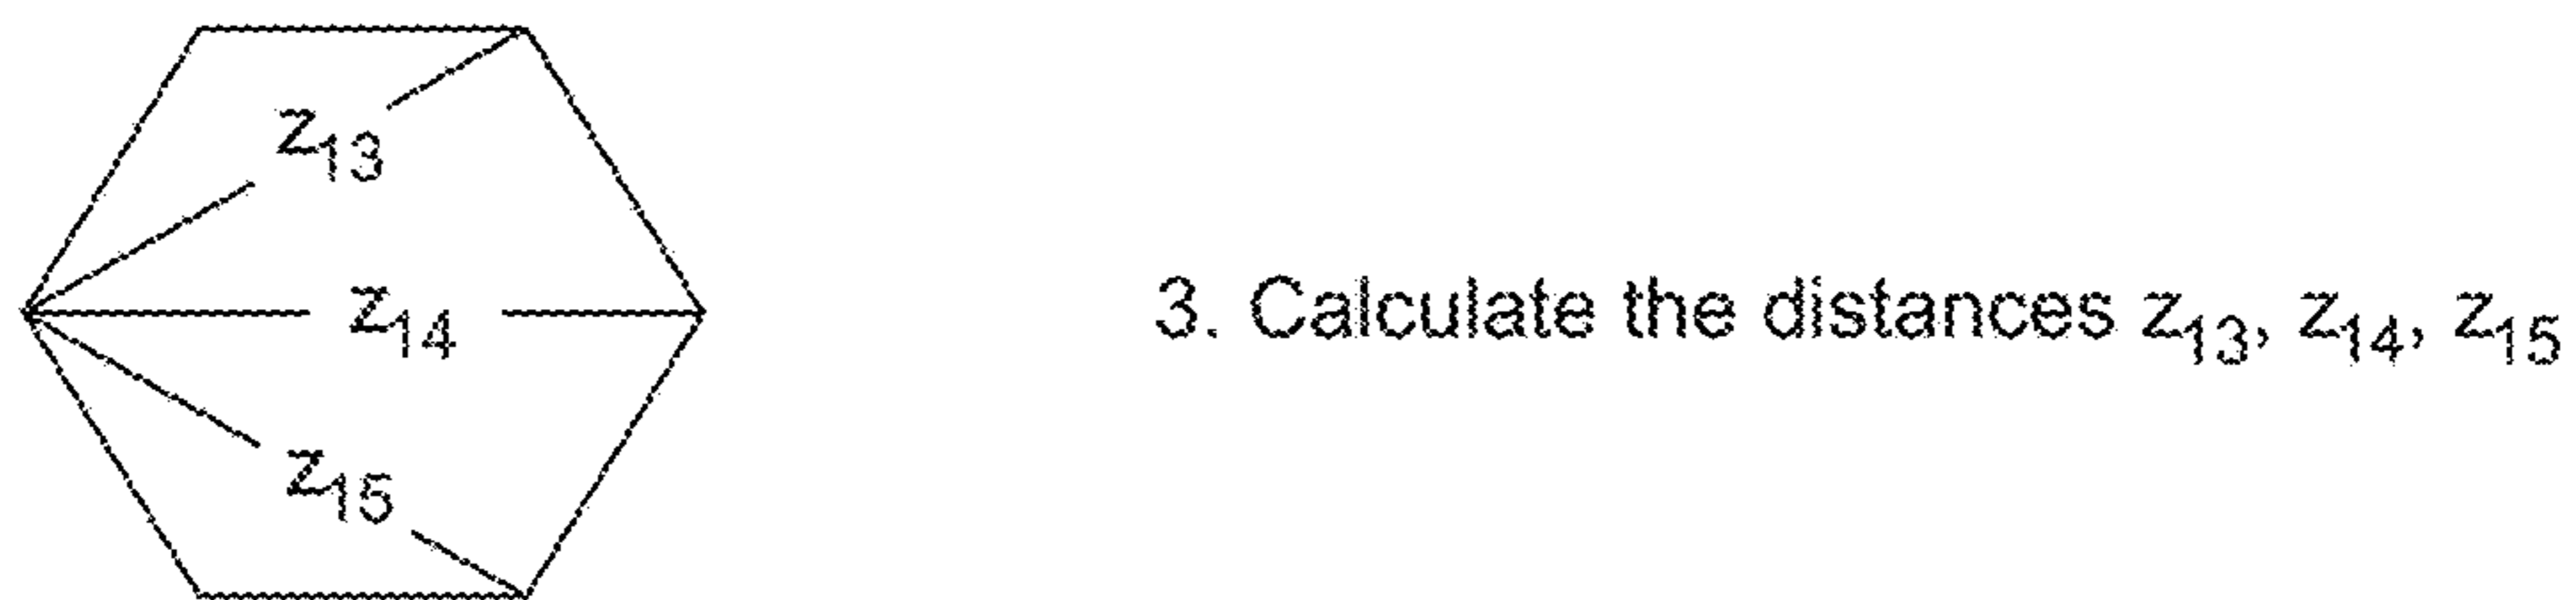 z₁₃
z₁₄
z₁₅
3. Calculate the distances z₁₃, z₁₄, z₁₅